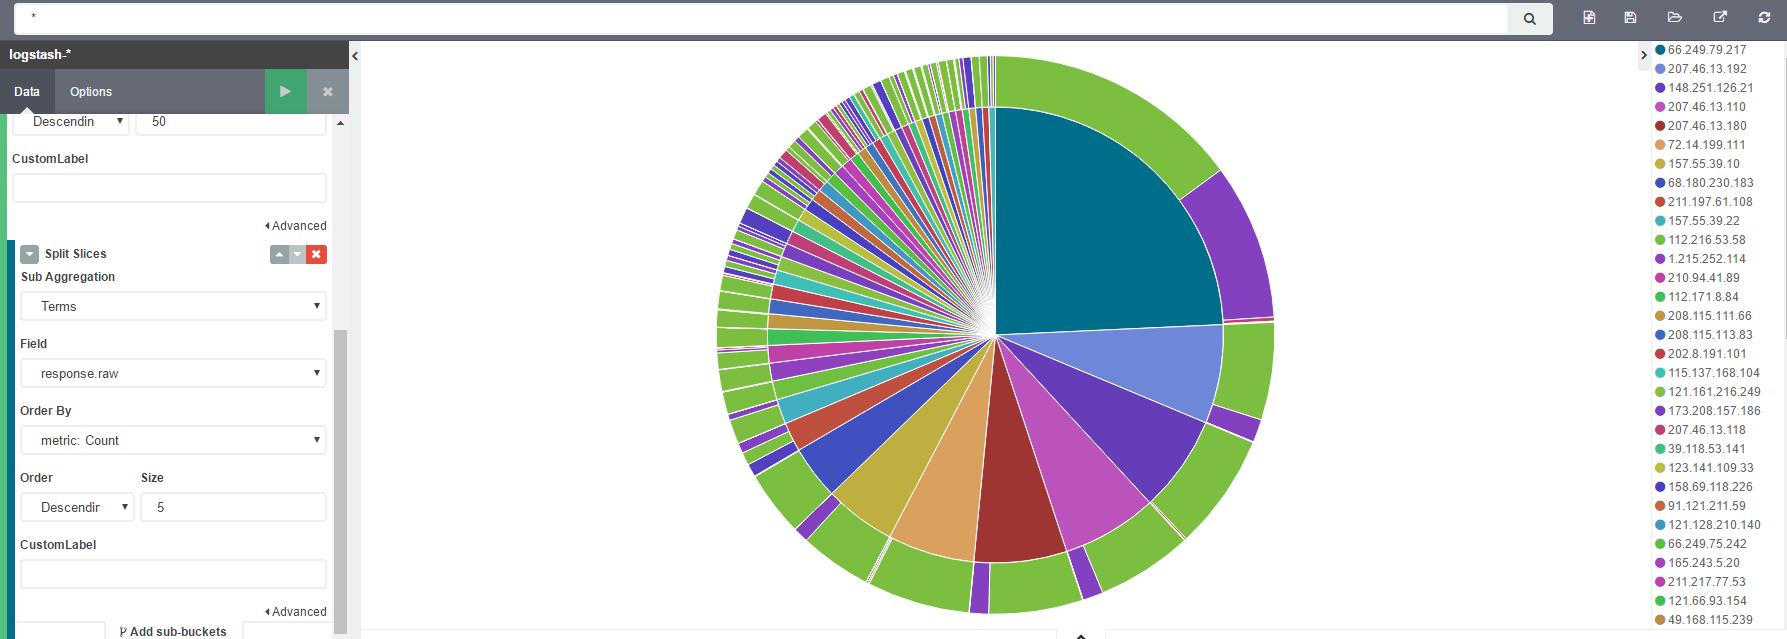 *
logstash-*
Data Options
Descendin 50
CustomLabel
Advanced
Split Slices
Sub Aggregation
Terms
Field
response.raw
Order By
metric: Count
Order Size
Descendir 5
CustomLabel
Advanced
Add sub-buckets
66.249.79.217
207.46.13.192
148.251.126.21
207.46.13.110
207.46.13.180
72.14.199.111
157.55.39.10
68.180.230.183
211.197.61.108
157.55.39.22
112.216.53.58
1.215.252.114
210.94.41.89
112.171.8.84
208.115.111.66
208.115.113.83
202.8.191.101
115.137.168.104
121.161.216.249
173.208.157.186
207.46.13.118
39.118.53.141
123.141.109.33
158.69.118.226
91.121.211.59
121.128.210.140
66.249.75.242
165.243.5.20
211.217.77.53
121.66.93.154
49.168.115.239